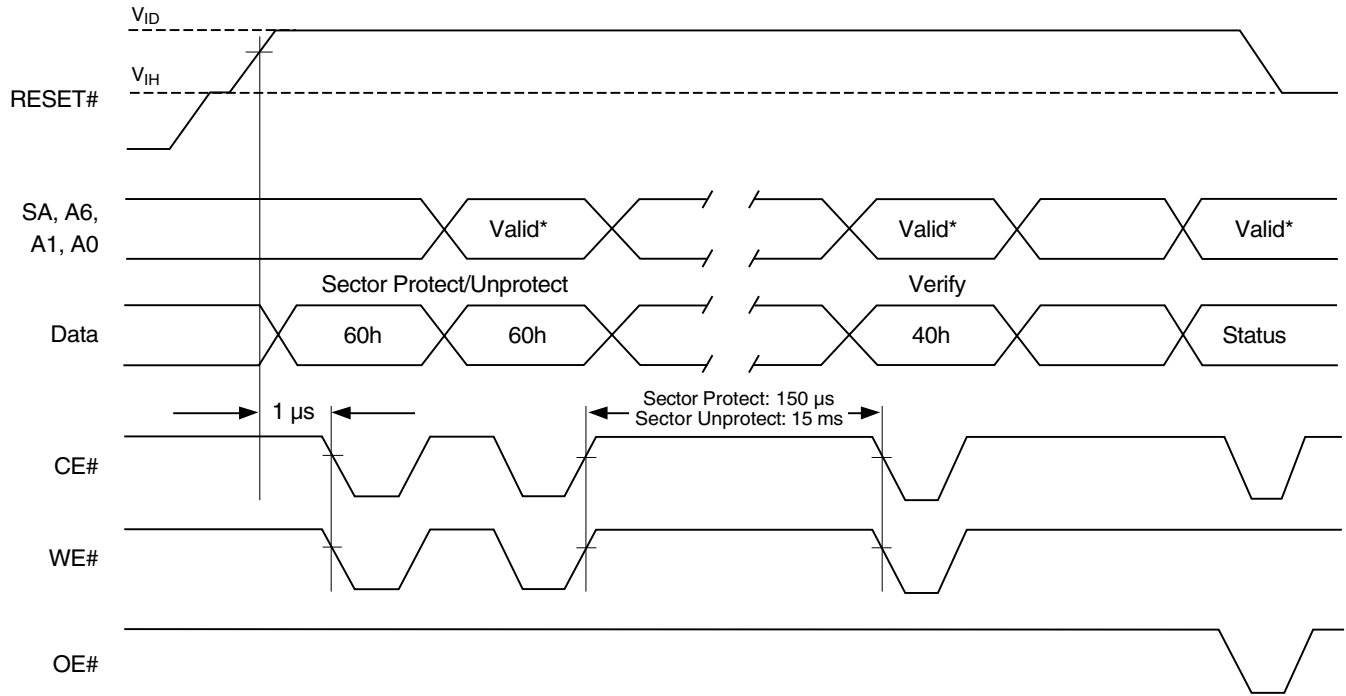 VID
VIH
RESET#
SA, A6,
A1, A0
Valid* Valid* Valid*
Sector Protect/Unprotect Verify
Data 60h 60h 40h Status
1 µs
Sector Protect: 150 µs
Sector Unprotect: 15 ms
CE#
WE#
OE#